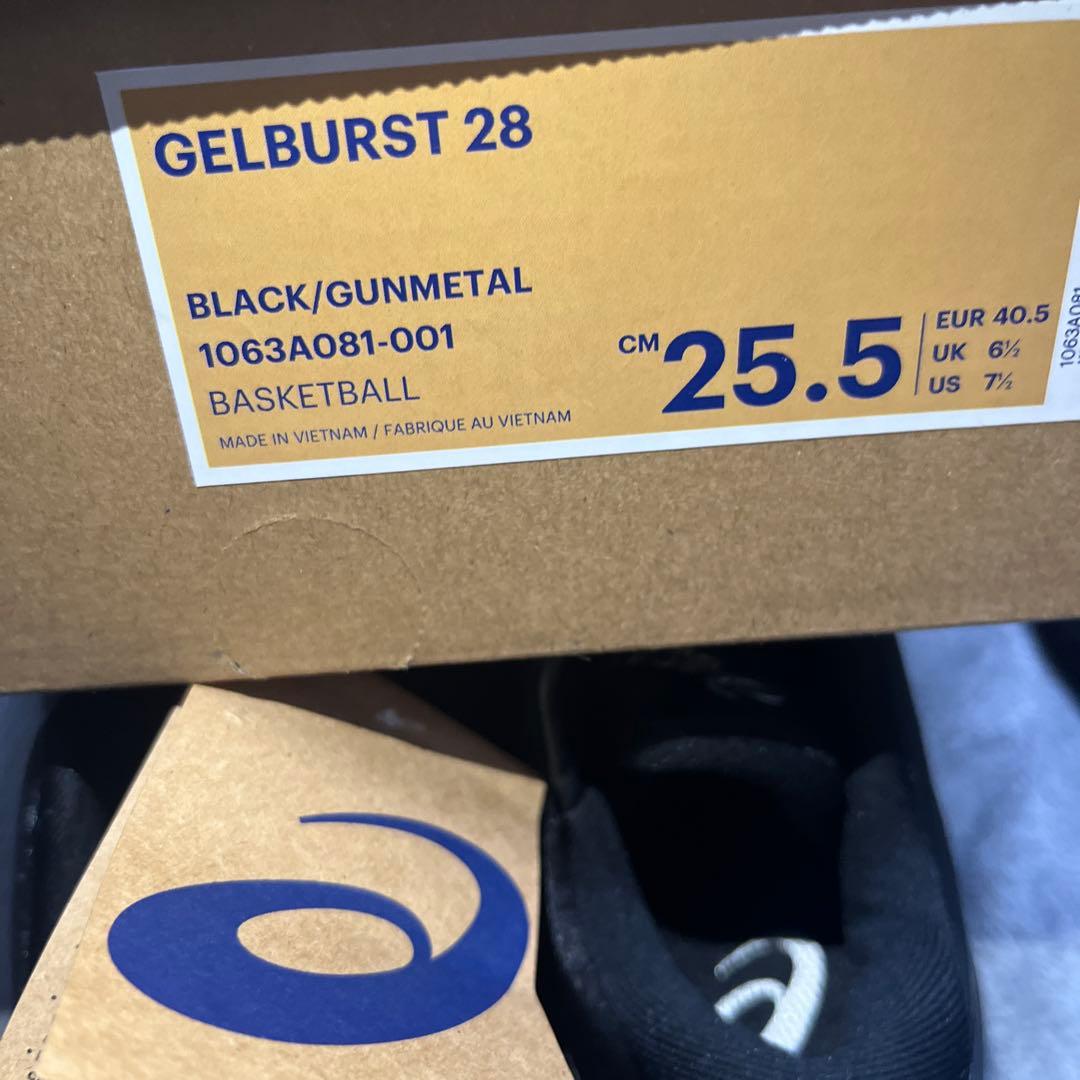 GELBURST 28
BLACK/GUNMETAL
1063A081-001
BASKETBALL
MADE IN VIETNAM / FABRIQUE AU VIETNAM
CM 25.5
EUR 40.5
UK 6½
US 7½
1063A081